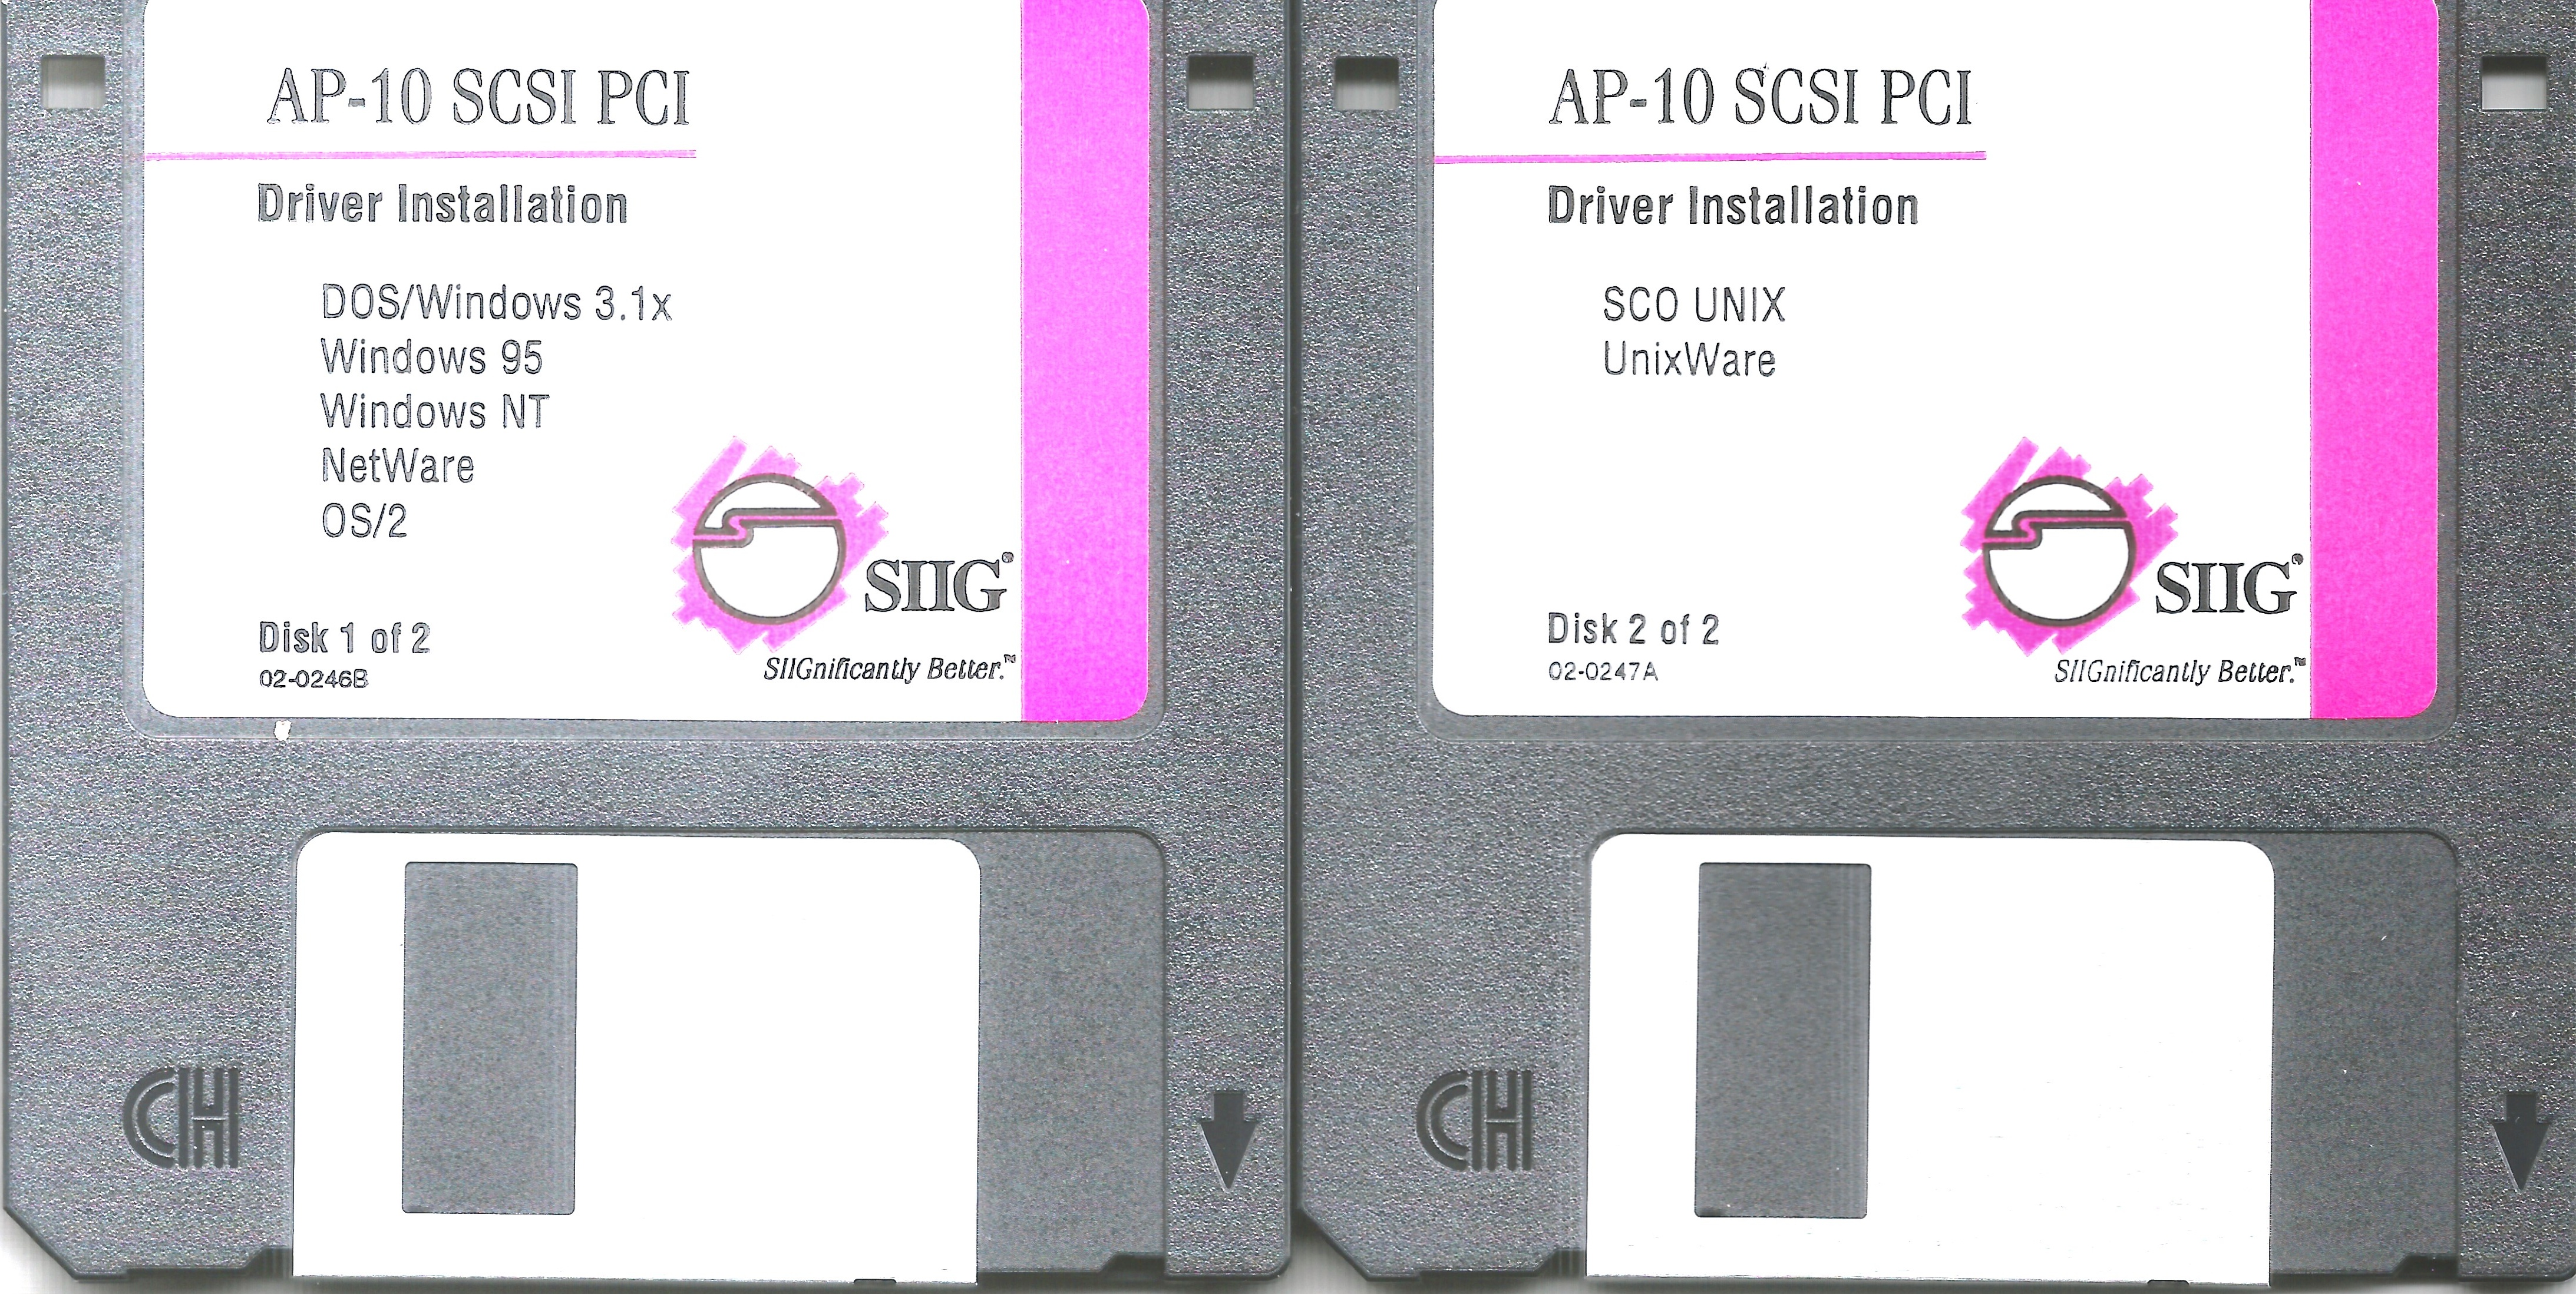 AP-10 SCSI PCI
Driver Installation
DOS/Windows 3.1x
Windows 95
Windows NT
NetWare
OS/2
SIIG®
Disk 1 of 2
02-0246B
SIIGnificantly Better.™
CH
AP-10 SCSI PCI
Driver Installation
SCO UNIX
UnixWare
SIIG®
Disk 2 of 2
02-0247A
SIIGnificantly Better.™
CH